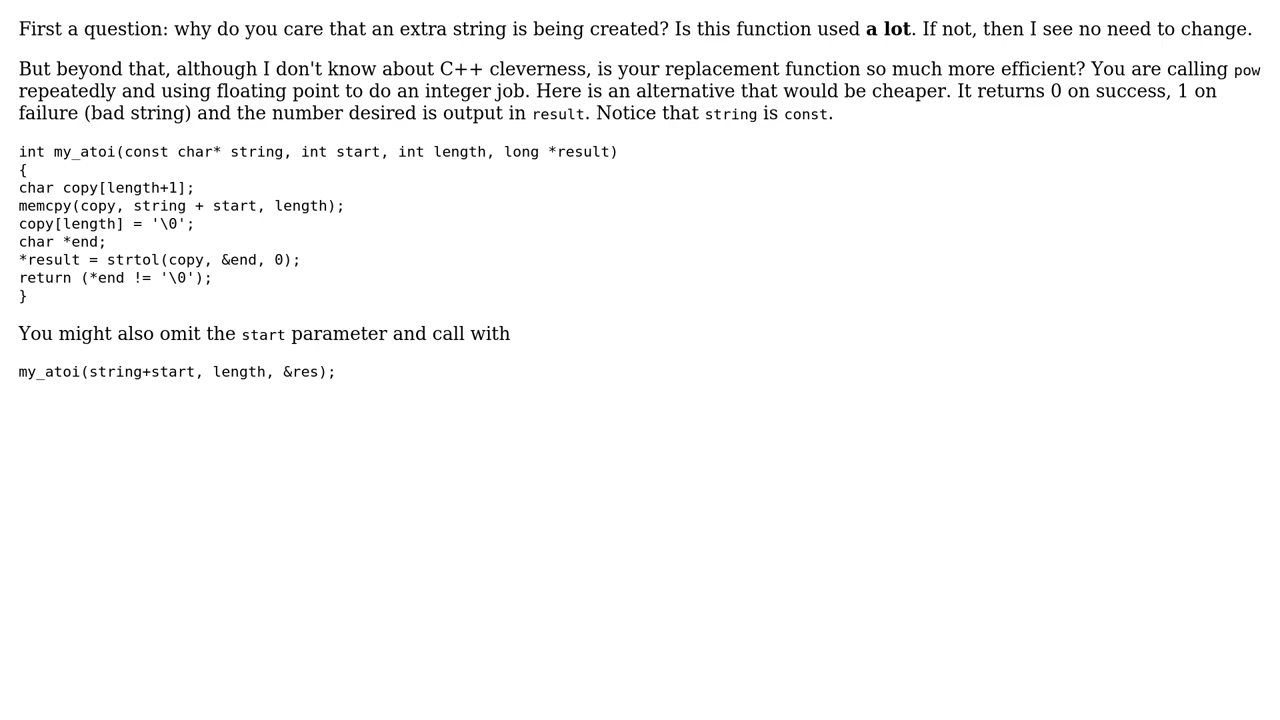 First a question: why do you care that an extra string is being created? Is this function used a lot. If not, then I see no need to change.
But beyond that, although I don't know about C++ cleverness, is your replacement function so much more efficient? You are calling pow
repeatedly and using floating point to do an integer job. Here is an alternative that would be cheaper. It returns 0 on success, 1 on
failure (bad string) and the number desired is output in result. Notice that string is const.
int my_atoi(const char* string, int start, int length, long *result)
{
char copy[length+1];
memcpy(copy, string + start, length);
copy[length] = '\0';
char *end;
*result = strtol(copy, &end, 0);
return (*end != '\0');
}
You might also omit the start parameter and call with
my_atoi(string+start, length, &res);